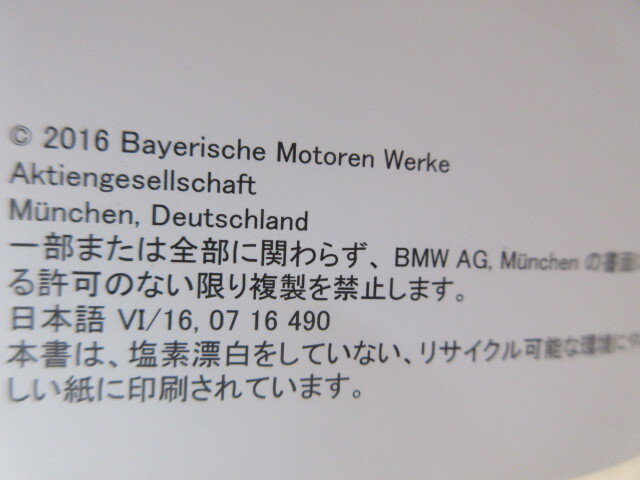 © 2016 Bayerische Motoren Werke
Aktiengesellschaft
München, Deutschland
一部または全部に関わらず、BMW AG, München の書面に
る許可のない限り複製を禁止します。
日本語 VI/16, 07 16 490
本書は、塩素漂白をしていない、リサイクル可能な環境に
しい紙に印刷されています。